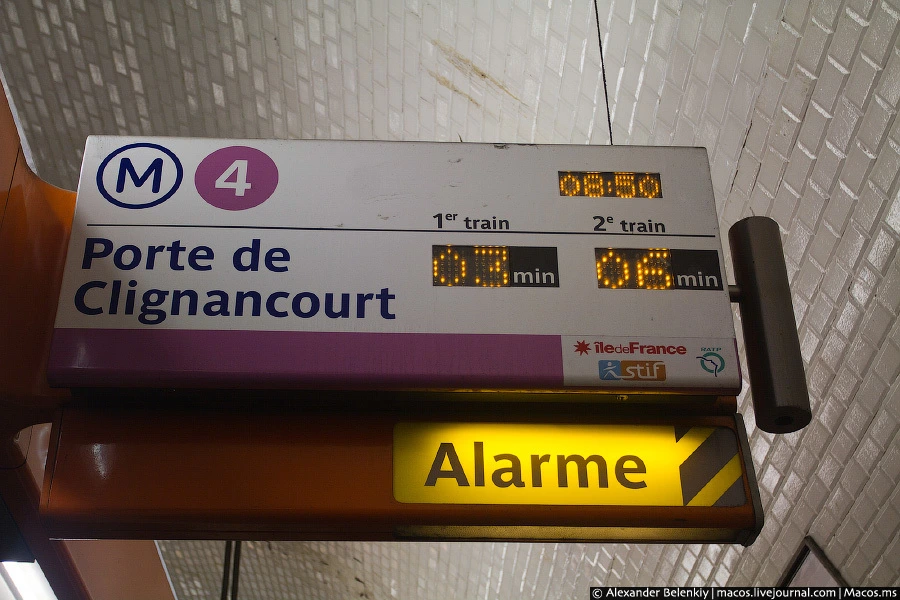 M 4
08:50
1er train 2e train
Porte de
Clignancourt
03 min 06 min
îledeFrance
stif
RATP
Alarme
© Alexander Belenkiy | macos.livejournal.com | Macos.ms